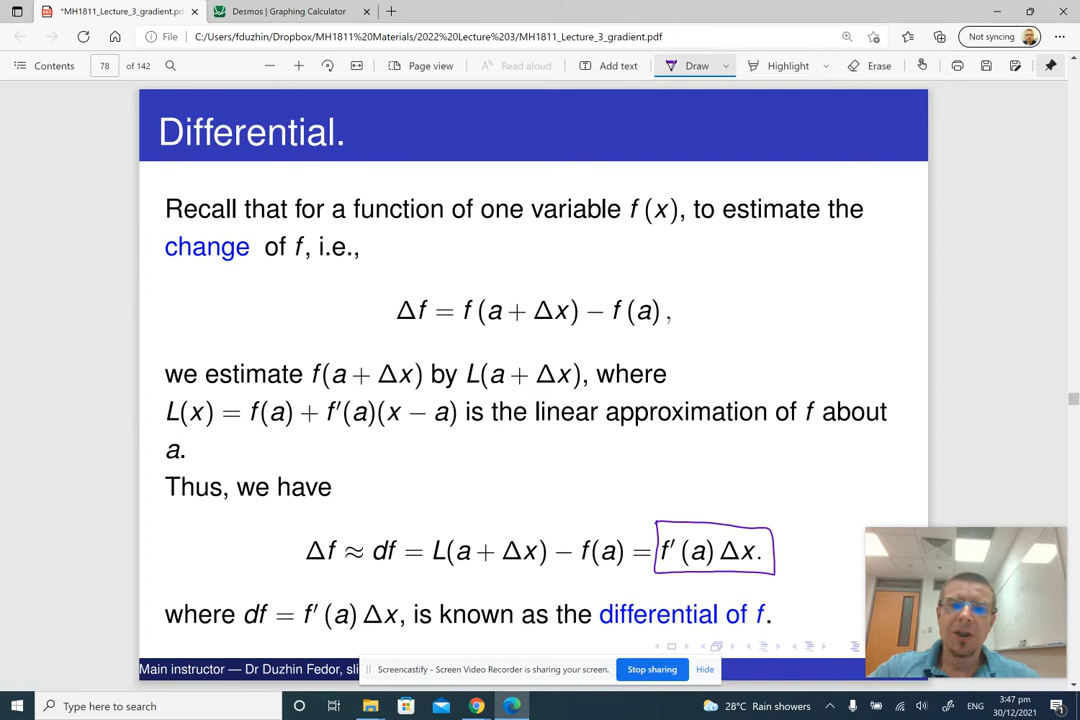 *MH1811_Lecture_3_gradient.pdf
Desmos | Graphing Calculator
File
C:/Users/fduzhin/Dropbox/MH1811%20Materials/2022%20Lecture%203/MH1811_Lecture_3_gradient.pdf
Not syncing
Contents
78 of 142
Page view
Read aloud
Add text
Draw
Highlight
Erase
Differential.
Recall that for a function of one variable f (x), to estimate the
change of f, i.e.,
Δf = f (a + Δx) − f (a) ,
we estimate f(a + Δx) by L(a + Δx), where
L(x) = f(a) + f′(a)(x − a) is the linear approximation of f about
a.
Thus, we have
Δf ≈ df = L(a + Δx) − f(a) = f′ (a) Δx.
where df = f′ (a) Δx, is known as the differential of f.
Main instructor — Dr Duzhin Fedor, sli
Screencastify - Screen Video Recorder is sharing your screen.
Stop sharing
Hide
Type here to search
28°C Rain showers
ENG
3:47 pm
30/12/2021